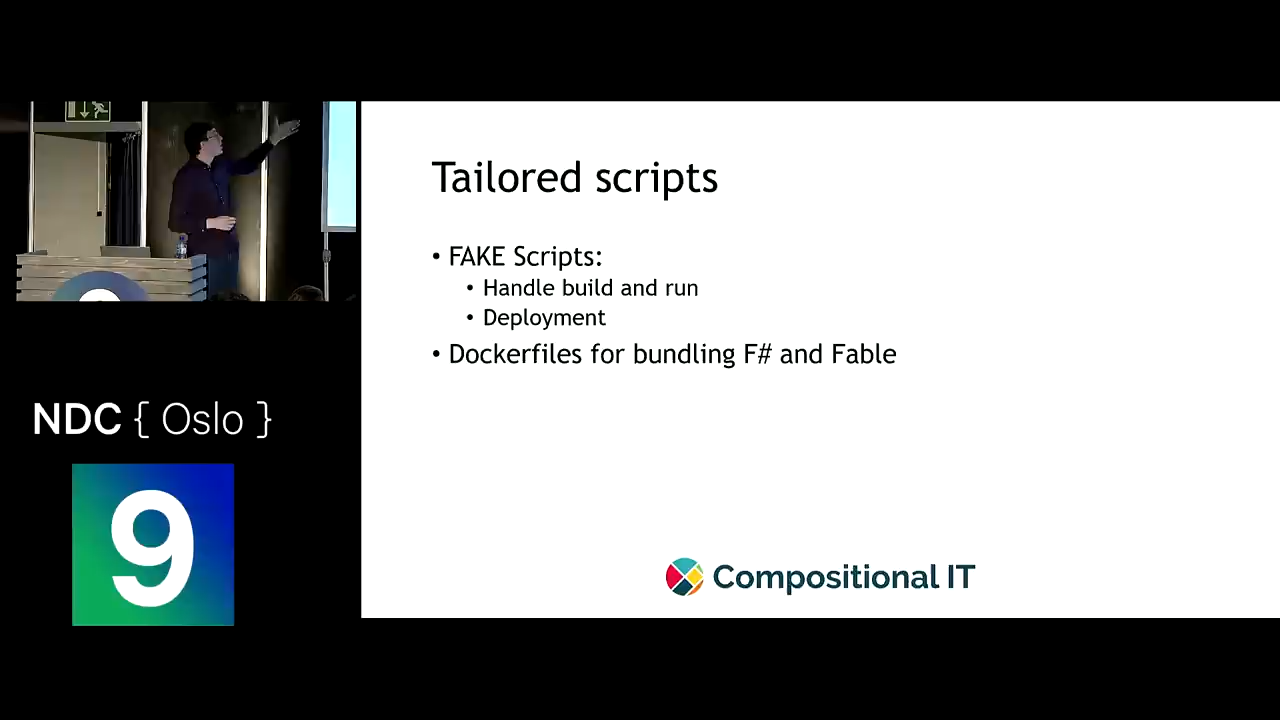 Tailored scripts
• FAKE Scripts:
• Handle build and run
• Deployment
• Dockerfiles for bundling F# and Fable
Compositional IT
NDC { Oslo }
9